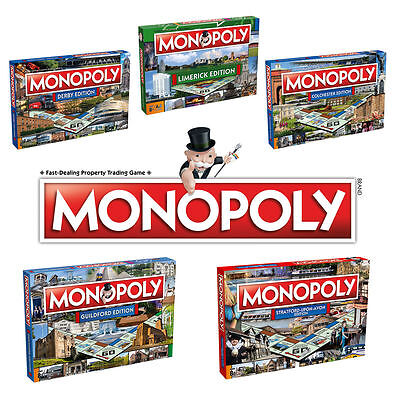 MONOPOLY
DERBY EDITION
MONOPOLY
LIMERICK EDITION
MONOPOLY
COLCHESTER EDITION
Fast-Dealing Property Trading Game
MONOPOLY
BRAND
MONOPOLY
GUILDFORD EDITION
MONOPOLY
STRATFORD-UPON-AVON
EDITION